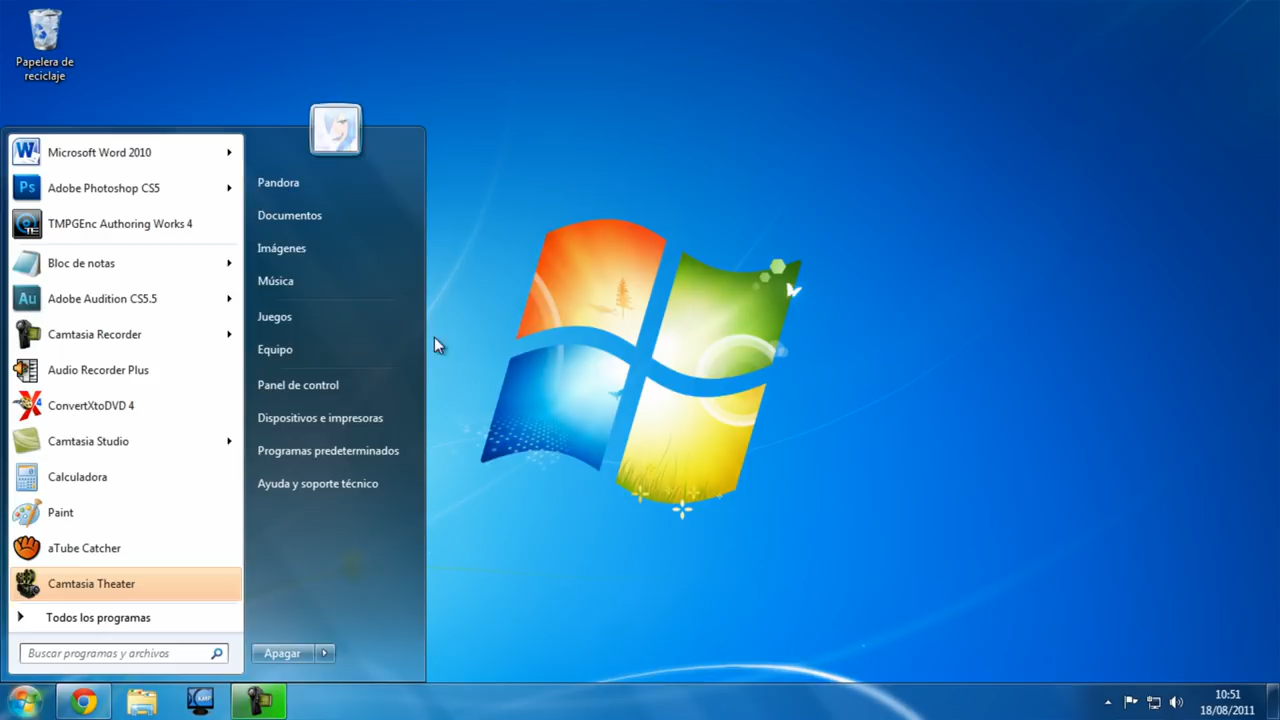 Papelera de
reciclaje
Microsoft Word 2010
Adobe Photoshop CS5
TMPGEnc Authoring Works 4
Bloc de notas
Adobe Audition CS5.5
Camtasia Recorder
Audio Recorder Plus
ConvertXtoDVD 4
Camtasia Studio
Calculadora
Paint
aTube Catcher
Camtasia Theater
Todos los programas
Buscar programas y archivos
Pandora
Documentos
Imágenes
Música
Juegos
Equipo
Panel de control
Dispositivos e impresoras
Programas predeterminados
Ayuda y soporte técnico
Apagar
10:51
18/08/2011